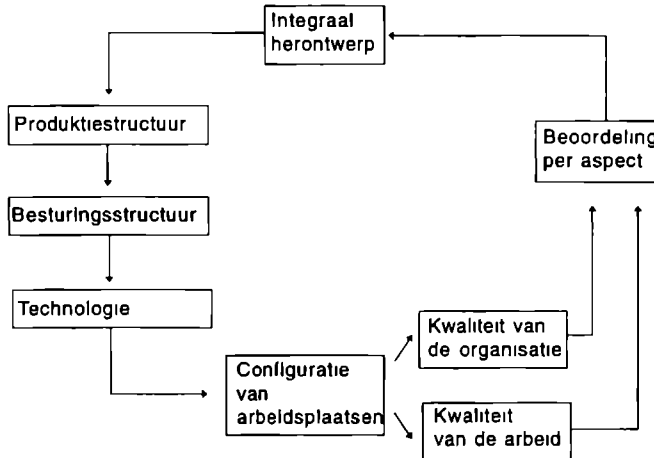 Integraal
herontwerp
Produktiestructuur
Beoordeling
per aspect
Besturingsstructuur
Technologie
Kwaliteit van
de organisatie
Configuratie
van
arbeidsplaatsen
Kwaliteit
van de arbeid